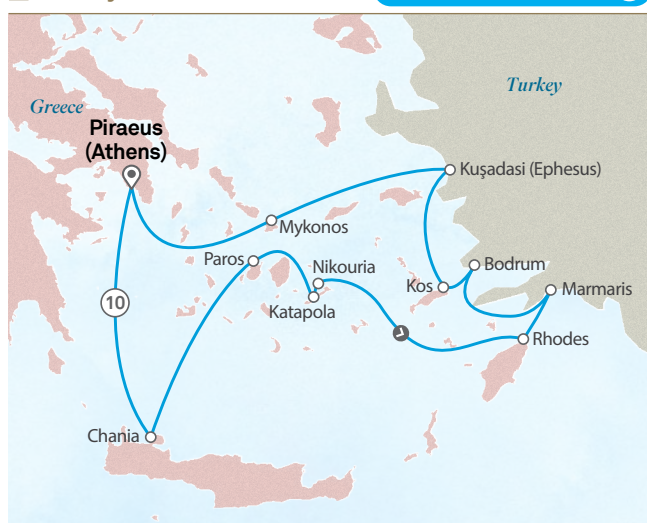 Greece
Turkey
Piraeus
(Athens)
Kuşadasi (Ephesus)
Mykonos
Paros
Nikouria
Bodrum
Kos
Marmaris
Katapola
10
Rhodes
Chania